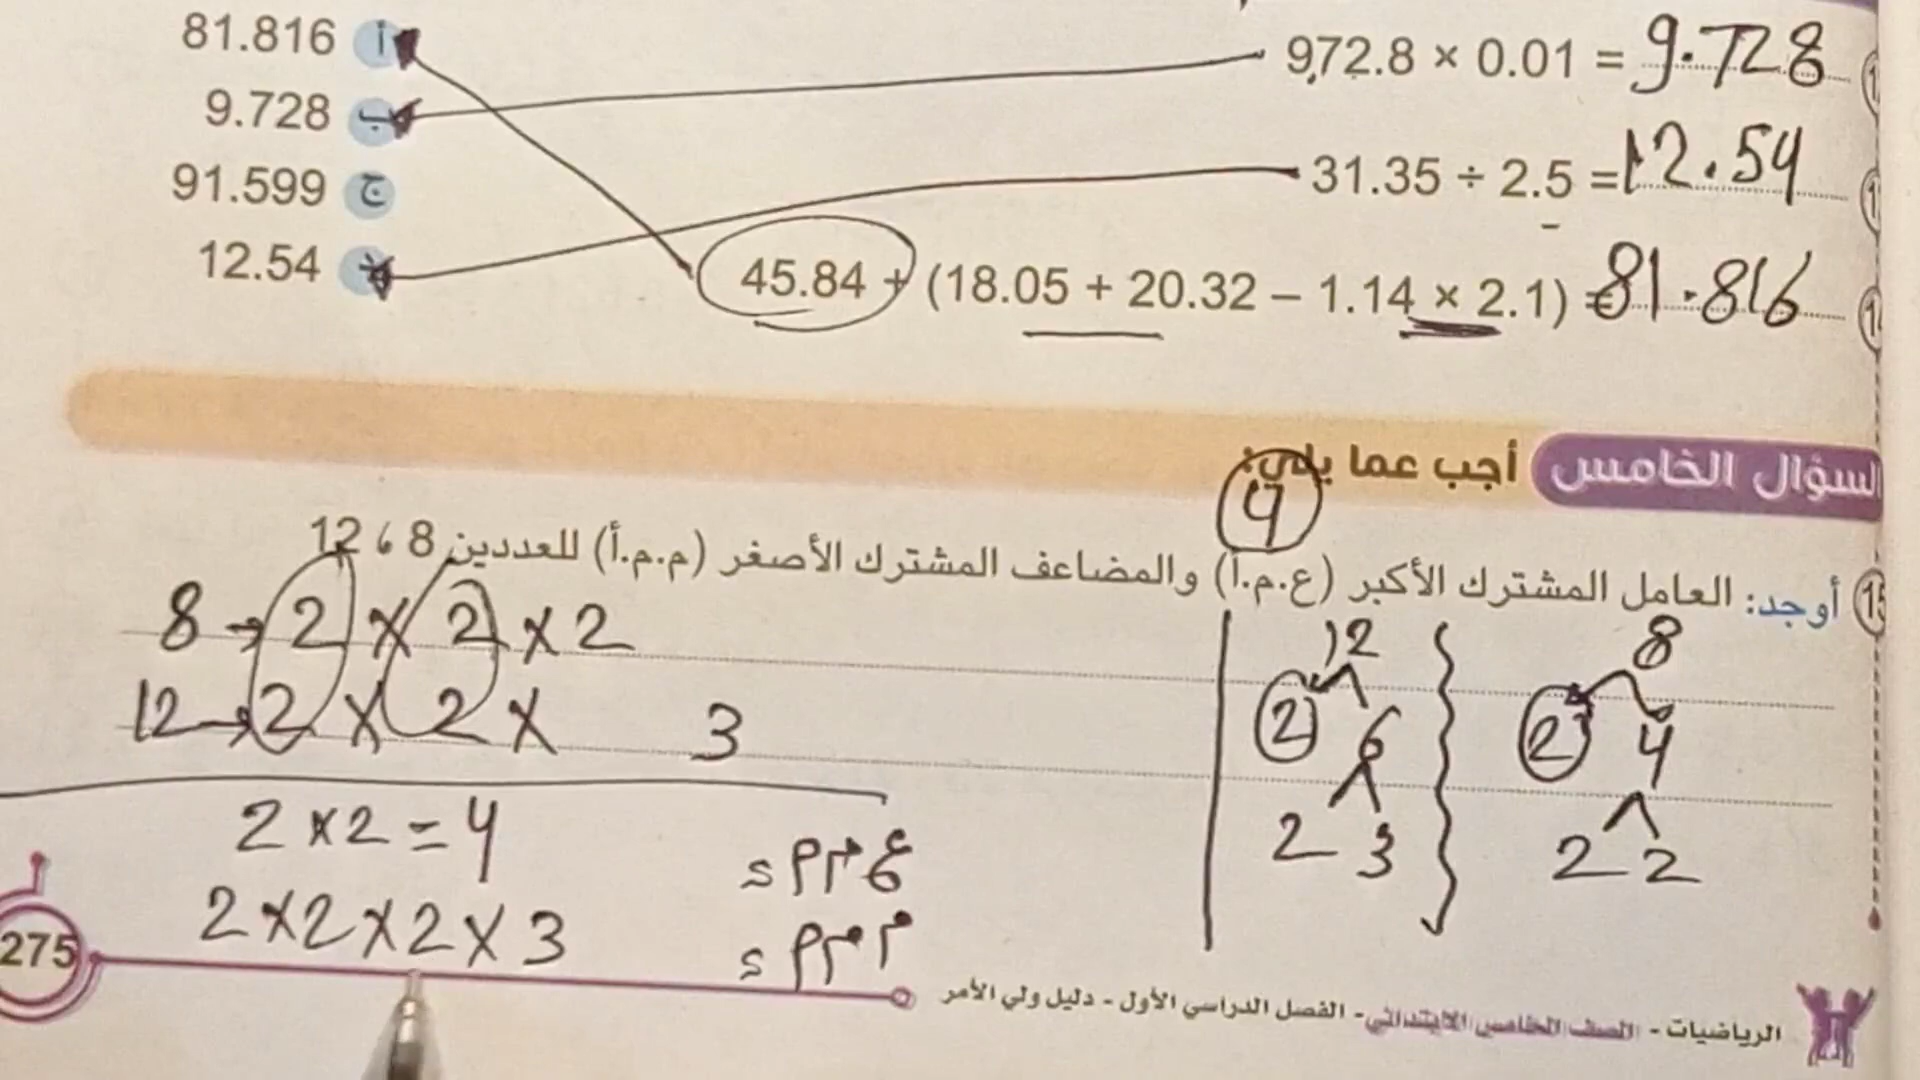 972.8 × 0.01 = 9.728
31.35 ÷ 2.5 = 12.54
45.84 + (18.05 + 20.32 – 1.14 × 2.1) = 81.816
أ 81.816
ب 9.728
ج 91.599
12.54
السؤال الخامس أجب عما يلي:
4
أوجد: العامل المشترك الأكبر (ع.م.أ) والمضاعف المشترك الأصغر (م.م.أ) للعددين 8 ، 12
8
2 4
2 2
12
2 6
2 3
8 → 2 × 2 × 2
12 → 2 × 2 × 3
ع م أ = 2 × 2 = 4
م م أ = 2 × 2 × 2 × 3
الرياضيات - الصف الخامس الابتدائي - الفصل الدراسي الأول - دليل ولي الأمر
275